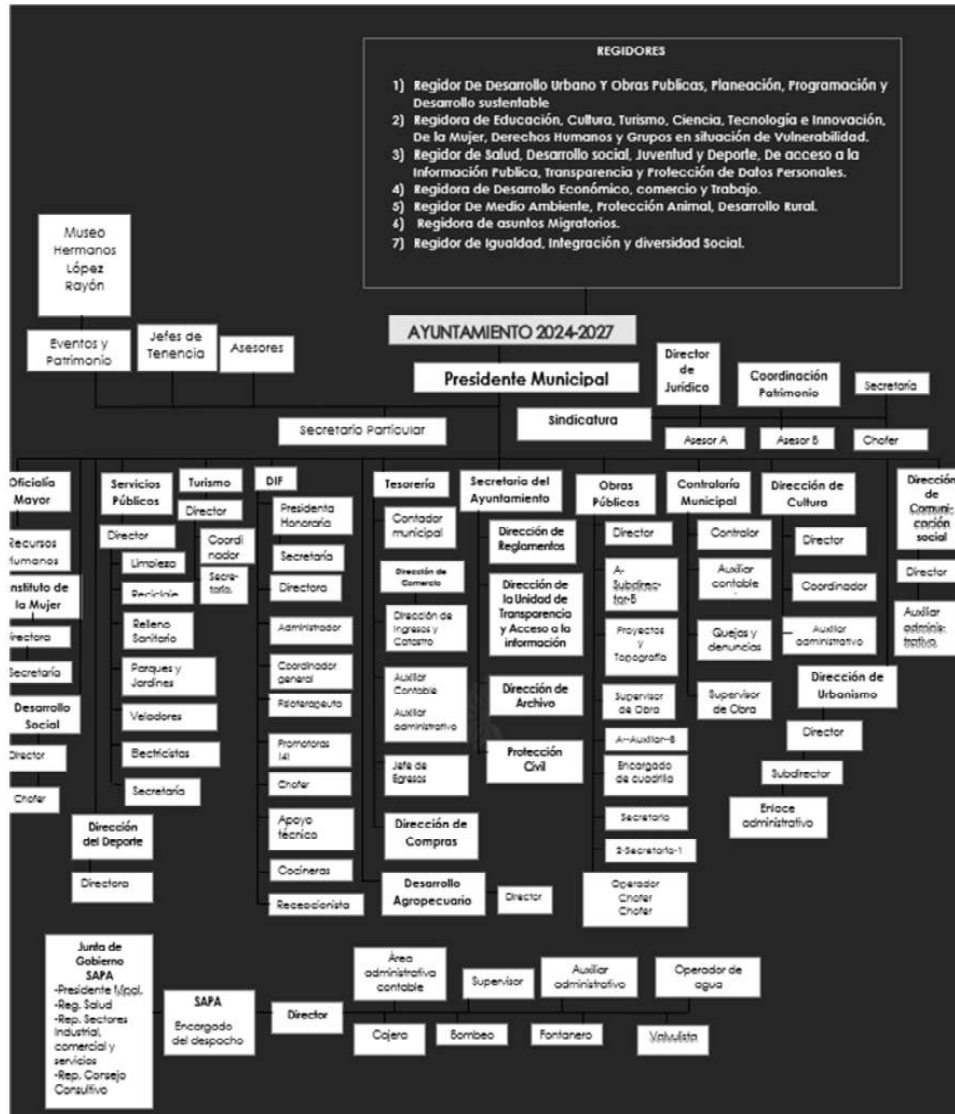 REGIDORES
1) Regidor De Desarrollo Urbano Y Obras Publicas, Planeación, Programación y
Desarrollo sustentable
2) Regidora de Educación, Cultura, Turismo, Ciencia, Tecnología e Innovación,
De la Mujer, Derechos Humanos y Grupos en situación de Vulnerabilidad.
3) Regidor de Salud, Desarrollo social, Juventud y Deporte, De acceso a la
Información Publica, Transparencia y Protección de Datos Personales.
4) Regidora de Desarrollo Económico, comercio y Trabajo.
5) Regidor De Medio Ambiente, Protección Animal, Desarrollo Rural.
6) Regidora de asuntos Migratorios.
7) Regidor de Igualdad, Integración y diversidad Social.
Museo
Hermanos
López
Rayón
Eventos y
Patrimonio
Jefes de
Tenencia
Asesores
AYUNTAMIENTO 2024-2027
Presidente Municipal
Secretario Particular
Sindicatura
Director
de
Jurídico
Coordinación
Patrimonio
Secretaría
Asesor A
Asesor B
Chofer
Oficialía
Mayor
Recursos
Humanos
Instituto de
la Mujer
Directora
Secretaría
Desarrollo
Social
Director
Chofer
Servicios
Públicos
Director
Limpieza
Reciclaje
Relleno
Sanitario
Parques y
Jardines
Veladores
Electricistas
Secretaría
Dirección
del Deporte
Directora
Turismo
Director
Coordi
nador
Secre-
taria.
DIF
Presidenta
Honoraria
Secretaría
Directora
Administrador
Coordinador
general
Fisioterapeuta
Promotoras
(4)
Chofer
Apoyo
técnico
Cocineras
Recepcionista
Tesorería
Contador
municipal
Dirección de
Comercio
Dirección de
Ingresos y
Catastro
Auxiliar
Contable
Auxiliar
administrativo
Jefe de
Egresos
Dirección de
Compras
Desarrollo
Agropecuario
Director
Secretaria del
Ayuntamiento
Dirección de
Reglamentos
Dirección de
la Unidad de
Transparencia
y Acceso a la
información
Dirección
de Archivo
Protección
Civil
Obras
Públicas
Director
A-
Subdirec-
tor-B
Proyectos
y
Topografía
Supervisor
de Obra
A--Auxiliar--B
Encargado
de cuadrilla
Secretario
2-Secretaria-1
Operador
Chofer
Chofer
Contraloría
Municipal
Contralor
Auxiliar
contable
Quejas y
denuncias
Supervisor
de Obra
Dirección de
Cultura
Director
Coordinador
Auxiliar
administrativo
Dirección de
Urbanismo
Director
Subdirector
Enlace
administrativo
Dirección
de
Comuni-
cación
social
Director
Auxiliar
adminis-
trativo
Junta de
Gobierno
SAPA
-Presidente Mpal.
-Reg. Salud
-Rep. Sectores
Industrial,
comercial y
servicios
-Rep. Consejo
Consultivo
SAPA
Encargado
del despacho
Director
Área
administrativa
contable
Supervisor
Auxiliar
administrativo
Operador de
agua
Cajera
Bombeo
Fontanero
Valvulista